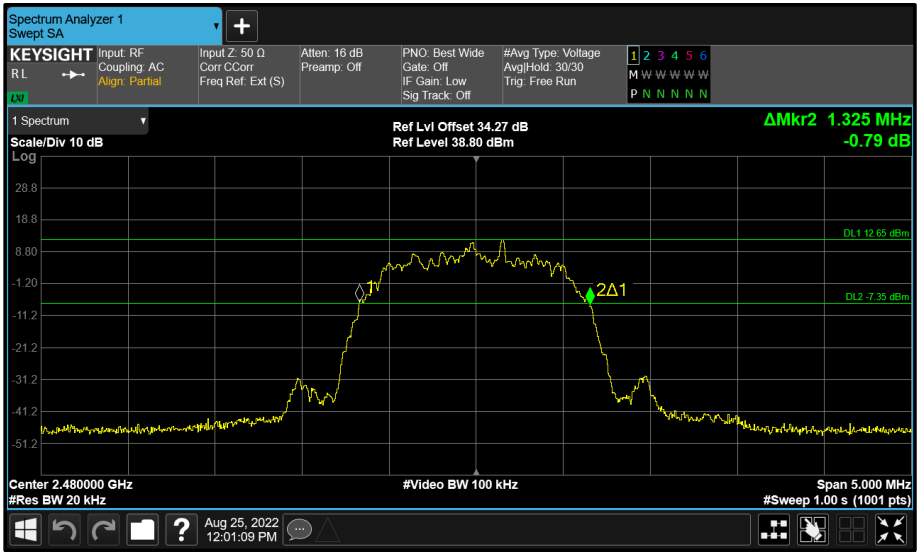 Spectrum Analyzer 1
Swept SA
+
KEYSIGHT
RL
LXI
Input: RF
Coupling: AC
Align: Partial
Input Z: 50 Ω
Corr CCorr
Freq Ref: Ext (S)
Atten: 16 dB
Preamp: Off
PNO: Best Wide
Gate: Off
IF Gain: Low
Sig Track: Off
#Avg Type: Voltage
Avg|Hold: 30/30
Trig: Free Run
1 2 3 4 5 6
M W W W W W
P N N N N N
1 Spectrum
Scale/Div 10 dB
Ref Lvl Offset 34.27 dB
Ref Level 38.80 dBm
ΔMkr2 1.325 MHz
-0.79 dB
Log
28.8
18.8
8.80
-1.20
-11.2
-21.2
-31.2
-41.2
-51.2
DL1 12.65 dBm
1
2Δ1
DL2 -7.35 dBm
Center 2.480000 GHz
#Video BW 100 kHz
Span 5.000 MHz
#Res BW 20 kHz
#Sweep 1.00 s (1001 pts)
?
Aug 25, 2022
12:01:09 PM